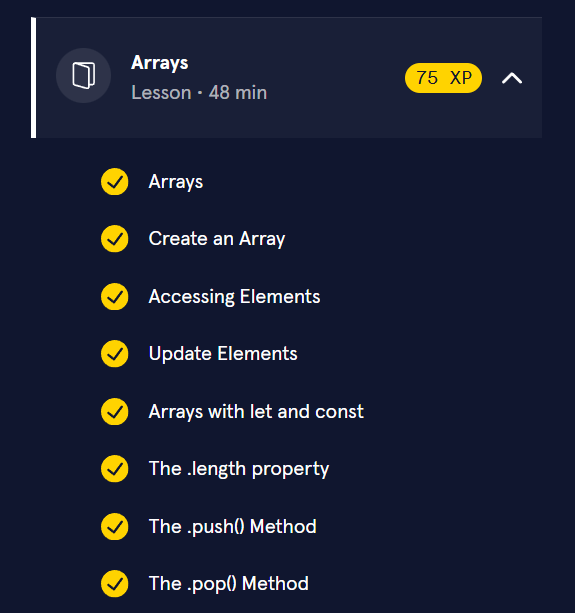 Arrays
Lesson · 48 min
75 XP
Arrays
Create an Array
Accessing Elements
Update Elements
Arrays with let and const
The .length property
The .push() Method
The .pop() Method